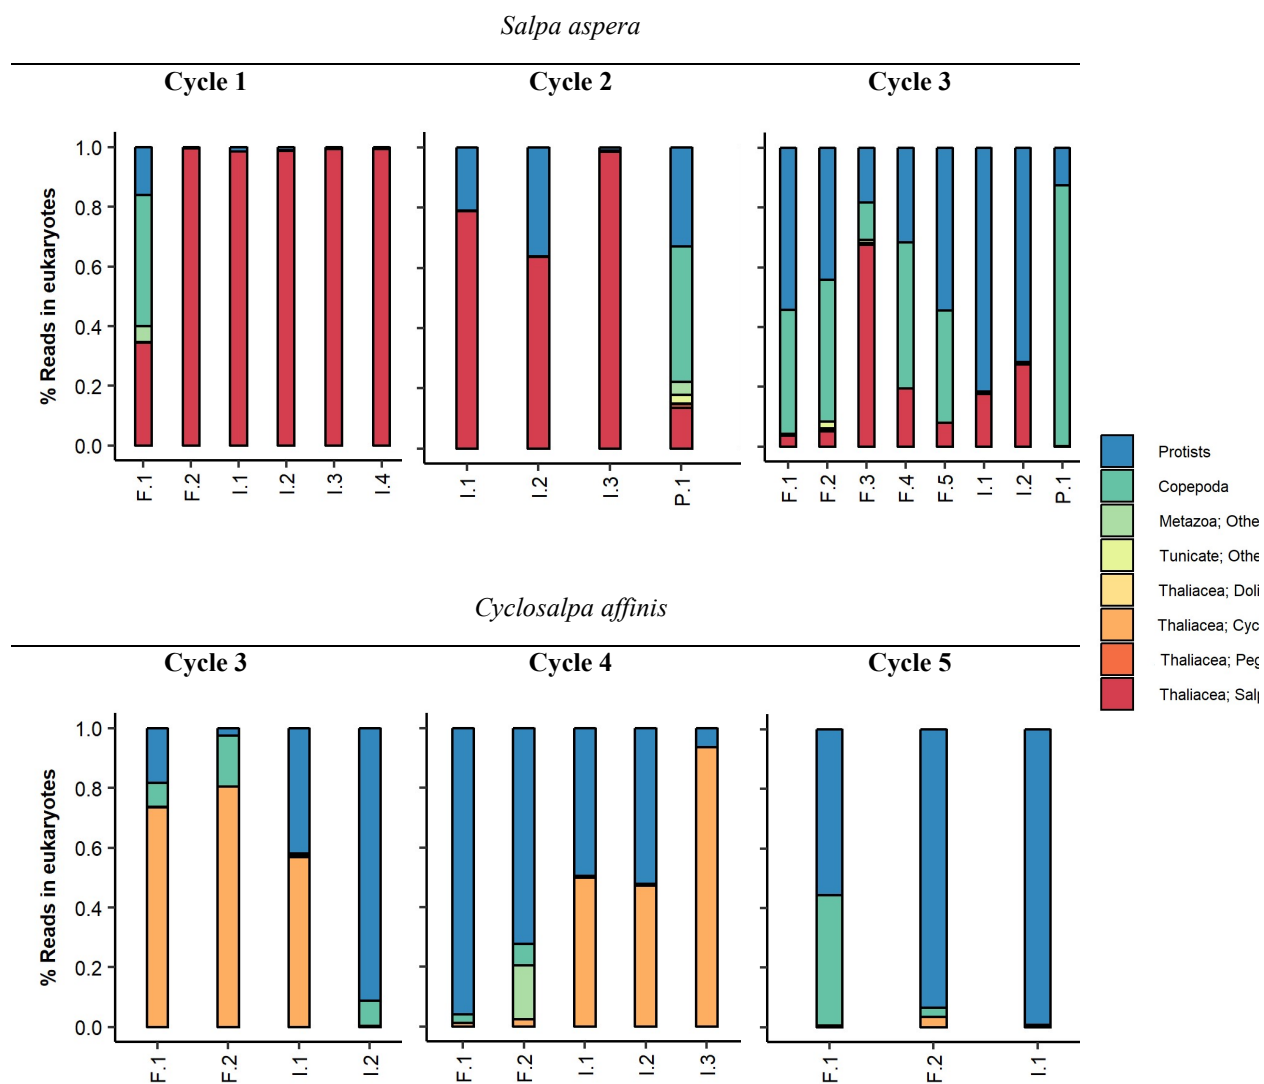 Salpa aspera
Cycle 1 Cycle 2 Cycle 3
% Reads in eukaryotes
1.0
0.8
0.6
0.4
0.2
0.0
F.1 F.2 I.1 I.2 I.3 I.4
I.1 I.2 I.3 P.1
F.1 F.2 F.3 F.4 F.5 I.1 I.2 P.1
Protists
Copepoda
Metazoa; Othe
Tunicate; Othe
Thaliacea; Doli
Thaliacea; Cyc
Thaliacea; Peg
Thaliacea; Salp
Cyclosalpa affinis
Cycle 3 Cycle 4 Cycle 5
% Reads in eukaryotes
1.0
0.8
0.6
0.4
0.2
0.0
F.1 F.2 I.1 I.2
F.1 F.2 I.1 I.2 I.3
F.1 F.2 I.1